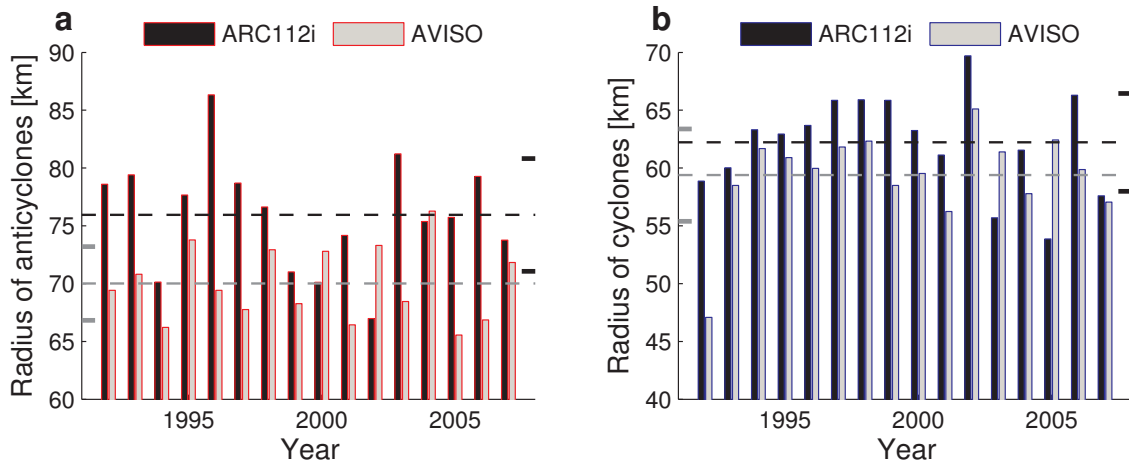 a
ARC112i AVISO
Radius of anticyclones [km]
90
85
80
75
70
65
60
1995 2000 2005
Year
b
ARC112i AVISO
Radius of cyclones [km]
70
65
60
55
50
45
40
1995 2000 2005
Year